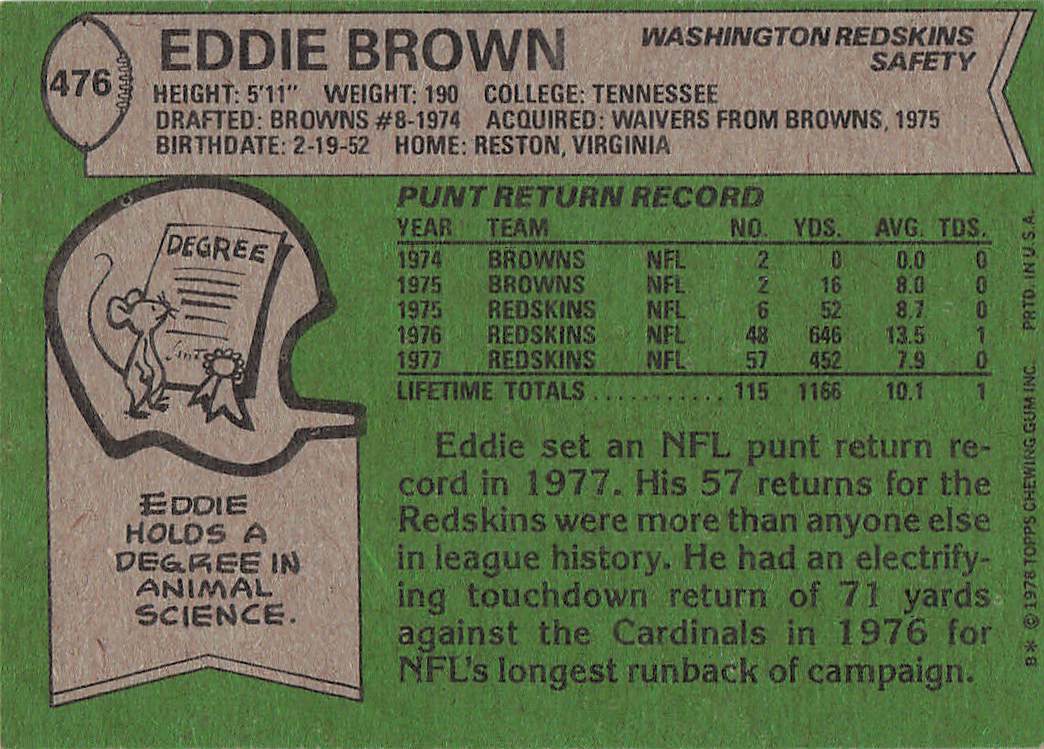 476
EDDIE BROWN
WASHINGTON REDSKINS
SAFETY
HEIGHT: 5'11" WEIGHT: 190 COLLEGE: TENNESSEE
DRAFTED: BROWNS #8-1974 ACQUIRED: WAIVERS FROM BROWNS, 1975
BIRTHDATE: 2-19-52 HOME: RESTON, VIRGINIA
PUNT RETURN RECORD
YEAR TEAM NO. YDS. AVG. TDS.
1974 BROWNS NFL 2 0 0.0 0
1975 BROWNS NFL 2 16 8.0 0
1975 REDSKINS NFL 6 52 8.7 0
1976 REDSKINS NFL 48 646 13.5 1
1977 REDSKINS NFL 57 452 7.9 0
LIFETIME TOTALS........... 115 1166 10.1 1
Eddie set an NFL punt return re-
cord in 1977. His 57 returns for the
Redskins were more than anyone else
in league history. He had an electrify-
ing touchdown return of 71 yards
against the Cardinals in 1976 for
NFL's longest runback of campaign.
DEGREE
EDDIE
HOLDS A
DEGREE IN
ANIMAL
SCIENCE.
B* © 1978 TOPPS CHEWING GUM INC. PRTD. IN U.S.A.